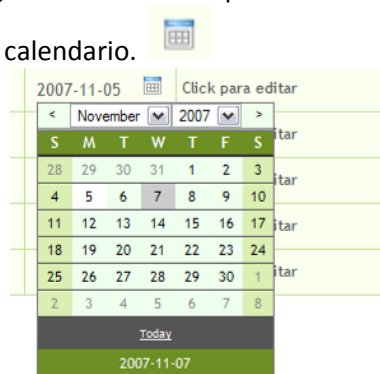 calendario.
2007-11-05 Click para editar
< November 2007 > itar
S M T W T F S
28 29 30 31 1 2 3 itar
4 5 6 7 8 9 10
11 12 13 14 15 16 17 itar
18 19 20 21 22 23 24
25 26 27 28 29 30 1 itar
2 3 4 5 6 7 8
Today
2007-11-07